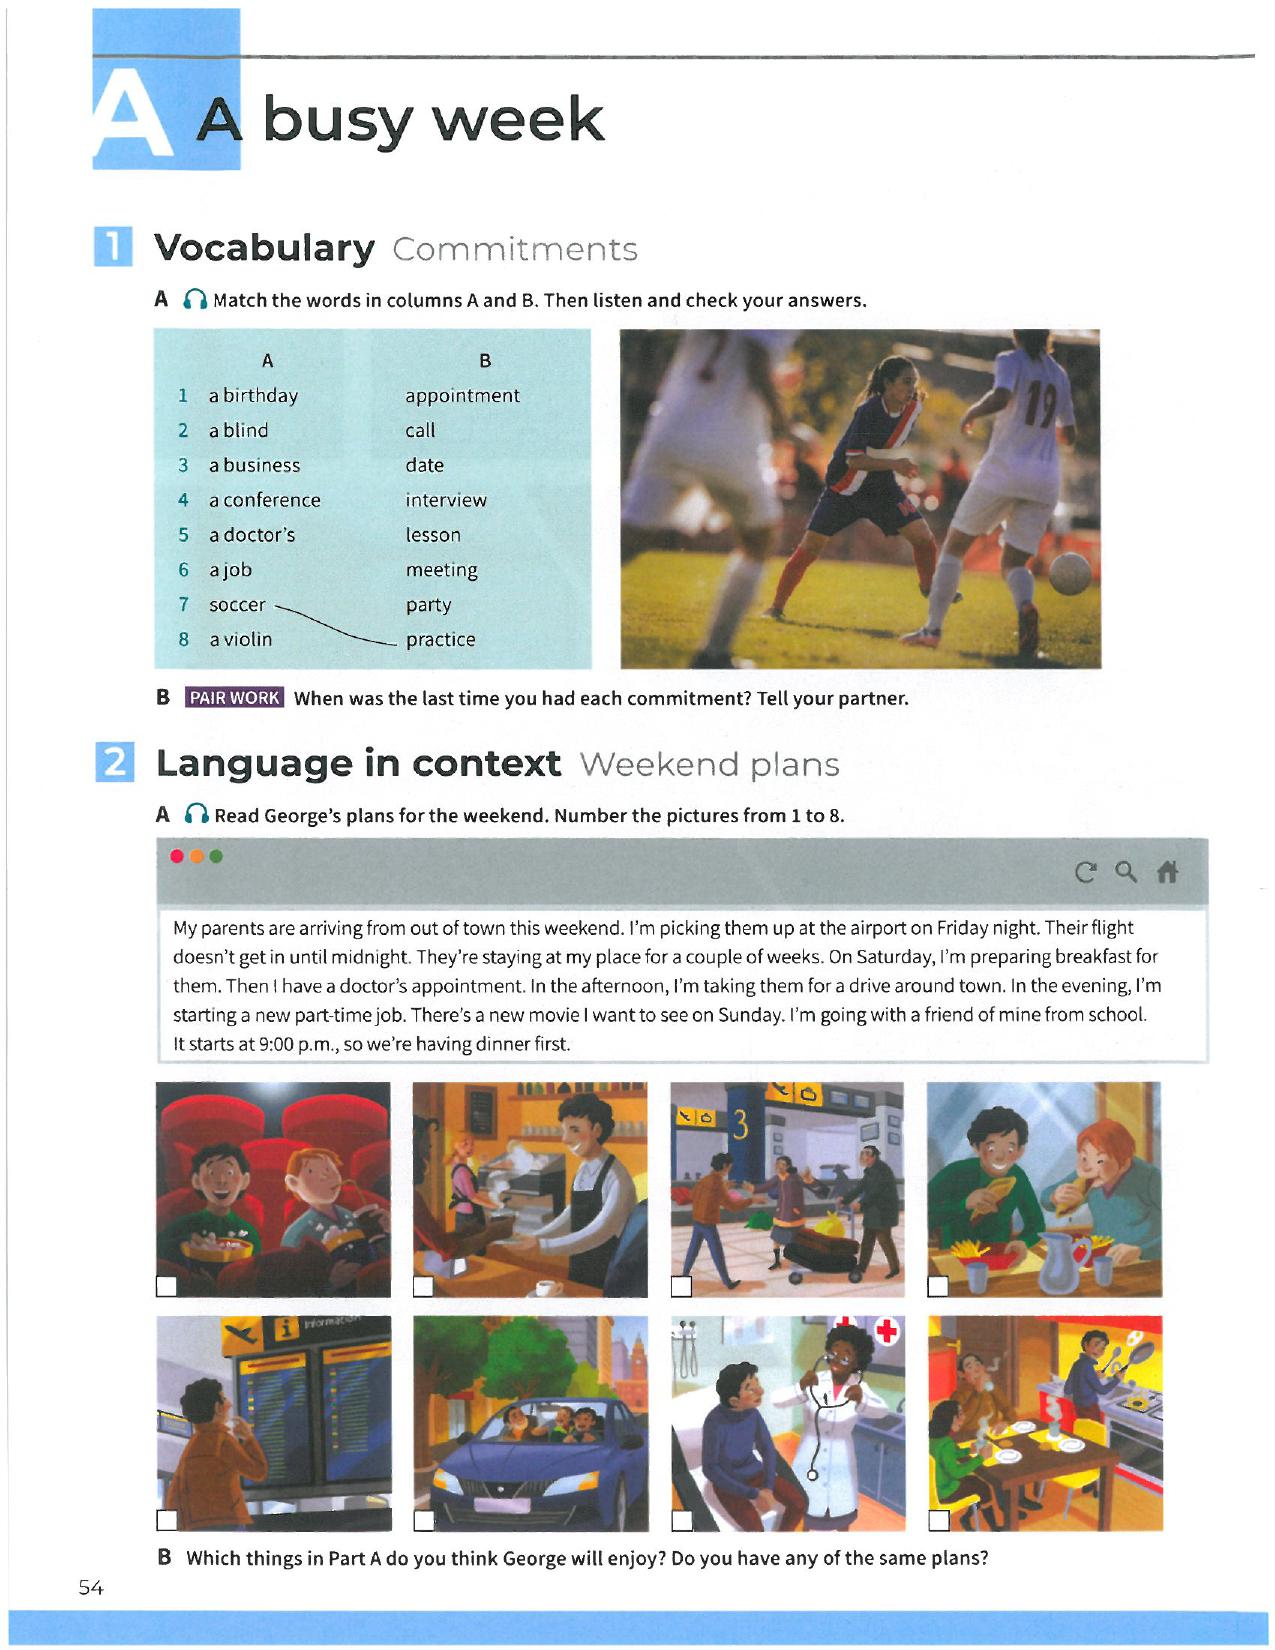 A A busy week
1 Vocabulary Commitments
A Match the words in columns A and B. Then listen and check your answers.
A B
1 a birthday appointment
2 a blind call
3 a business date
4 a conference interview
5 a doctor's lesson
6 a job meeting
7 soccer party
8 a violin practice
19
B PAIR WORK When was the last time you had each commitment? Tell your partner.
2 Language in context Weekend plans
A Read George's plans for the weekend. Number the pictures from 1 to 8.
My parents are arriving from out of town this weekend. I'm picking them up at the airport on Friday night. Their flight
doesn't get in until midnight. They're staying at my place for a couple of weeks. On Saturday, I'm preparing breakfast for
them. Then I have a doctor's appointment. In the afternoon, I'm taking them for a drive around town. In the evening, I'm
starting a new part-time job. There's a new movie I want to see on Sunday. I'm going with a friend of mine from school.
It starts at 9:00 p.m., so we're having dinner first.
3
i Information
B Which things in Part A do you think George will enjoy? Do you have any of the same plans?
54